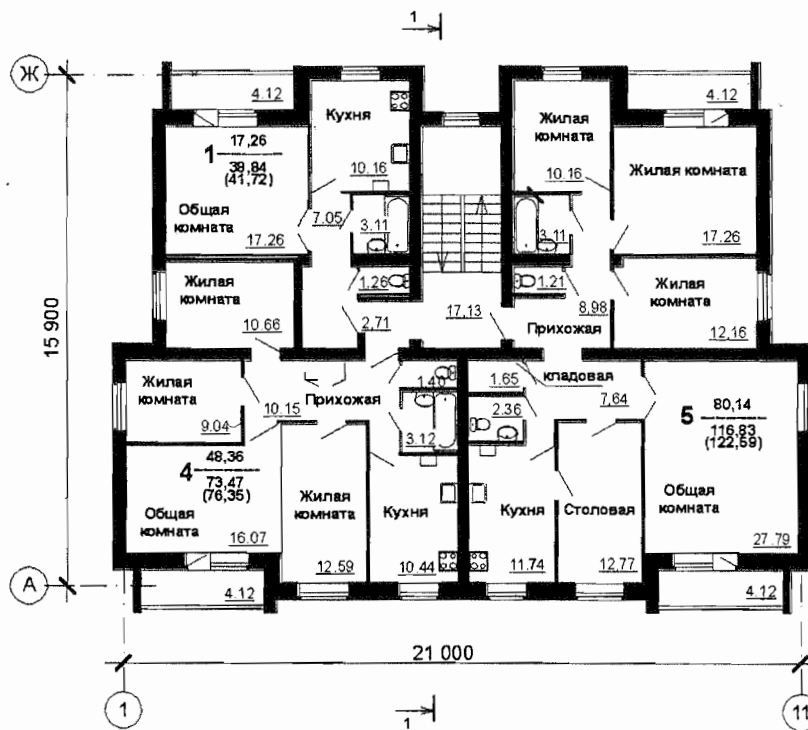 1
Ж
4.12
4.12
Кухня
Жилая
комната
1
17,26
38,84
(41,72)
10.16
10.16
Жилая комната
Общая
комната
17.26
7.05
3.11
3.11
17.26
Жилая
комната
10.66
1.26
2,71
17,13
1.21
8,98
Прихожая
Жилая
комната
12.16
15 900
Жилая
комната
9.04
10.15
Прихожая
1.40
3.12
1.65
кладовая
7,64
2.36
5
80,14
116,83
(122,59)
4
48,36
73,47
(76,35)
Общая
комната
16.07
Жилая
комната
12.59
Кухня
10.44
Кухня
11.74
Столовая
12.77
Общая
комната
27.79
А
4.12
4.12
21 000
1
11
1